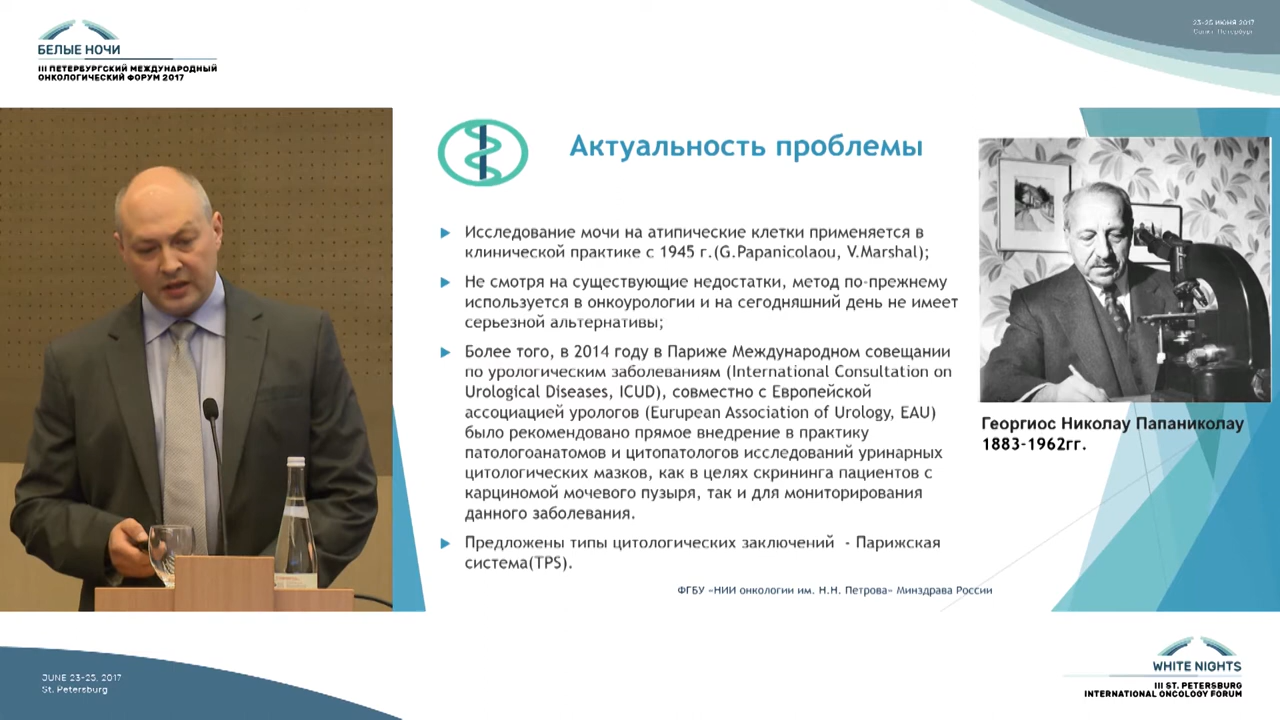 БЕЛЫЕ НОЧИ
III ПЕТЕРБУРГСКИЙ МЕЖДУНАРОДНЫЙ
ОНКОЛОГИЧЕСКИЙ ФОРУМ 2017
23-25 ИЮНЯ 2017
Санкт-Петербург
Актуальность проблемы
Исследование мочи на атипические клетки применяется в
клинической практике с 1945 г.(G.Papanicolaou, V.Marshal);
Не смотря на существующие недостатки, метод по-прежнему
используется в онкоурологии и на сегодняшний день не имеет
серьезной альтернативы;
Более того, в 2014 году в Париже Международном совещании
по урологическим заболеваниям (International Consultation on
Urological Diseases, ICUD), совместно с Европейской
ассоциацией урологов (Eurupean Association of Urology, EAU)
было рекомендовано прямое внедрение в практику
патологоанатомов и цитопатологов исследований уринарных
цитологических мазков, как в целях скрининга пациентов с
карциномой мочевого пузыря, так и для мониторирования
данного заболевания.
Предложены типы цитологических заключений - Парижская
система(TPS).
Георгиос Николау Папаниколау
1883-1962гг.
ФГБУ «НИИ онкологии им. Н.Н. Петрова» Минздрава России
JUNE 23-25, 2017
St. Petersburg
WHITE NIGHTS
III ST. PETERSBURG
INTERNATIONAL ONCOLOGY FORUM